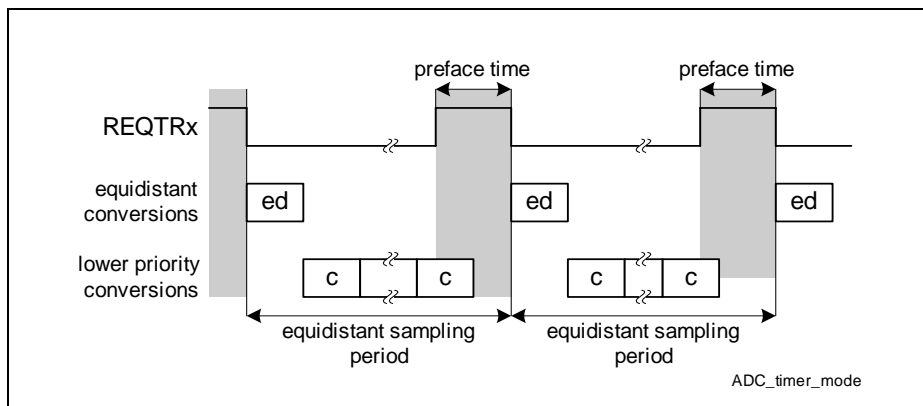 preface time preface time
REQTRx
equidistant
conversions
ed ed ed
lower priority
conversions
c c c c
equidistant sampling
period
equidistant sampling
period
ADC_timer_mode